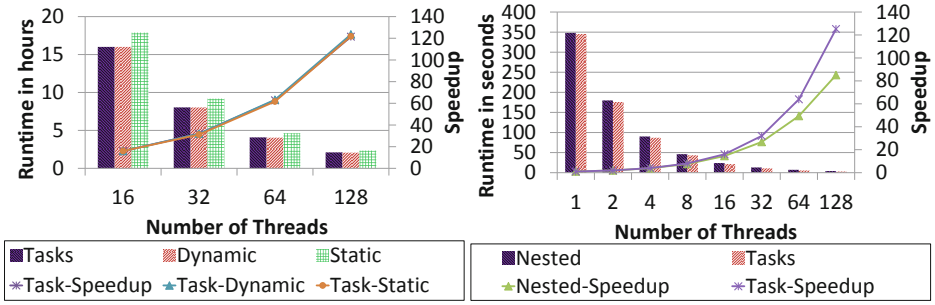 Runtime in hours
20
15
10
5
0
140
120
100
80
60
40
20
0
Speedup
16 32 64 128
Number of Threads
Tasks Dynamic Static
Task-Speedup Task-Dynamic Task-Static
Runtime in seconds
400
350
300
250
200
150
100
50
0
140
120
100
80
60
40
20
0
Speedup
1 2 4 8 16 32 64 128
Number of Threads
Nested Tasks
Nested-Speedup Task-Speedup